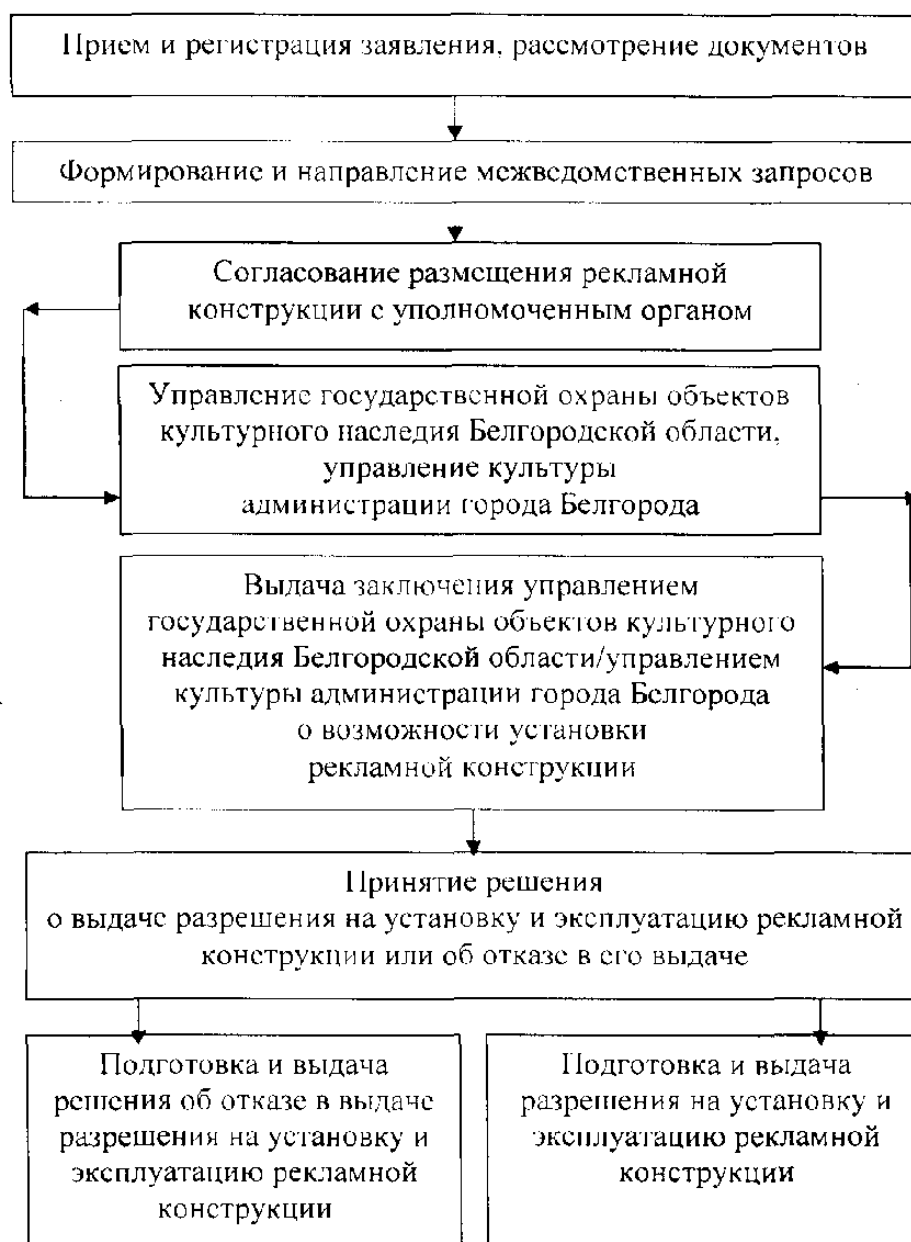 Прием и регистрация заявления, рассмотрение документов
Формирование и направление межведомственных запросов
Согласование размещения рекламной
конструкции с уполномоченным органом
Управление государственной охраны объектов
культурного наследия Белгородской области,
управление культуры
администрации города Белгорода
Выдача заключения управлением
государственной охраны объектов культурного
наследия Белгородской области/управлением
культуры администрации города Белгорода
о возможности установки
рекламной конструкции
Принятие решения
о выдаче разрешения на установку и эксплуатацию рекламной
конструкции или об отказе в его выдаче
Подготовка и выдача
решения об отказе в выдаче
разрешения на установку и
эксплуатацию рекламной
конструкции
Подготовка и выдача
разрешения на установку и
эксплуатацию рекламной
конструкции